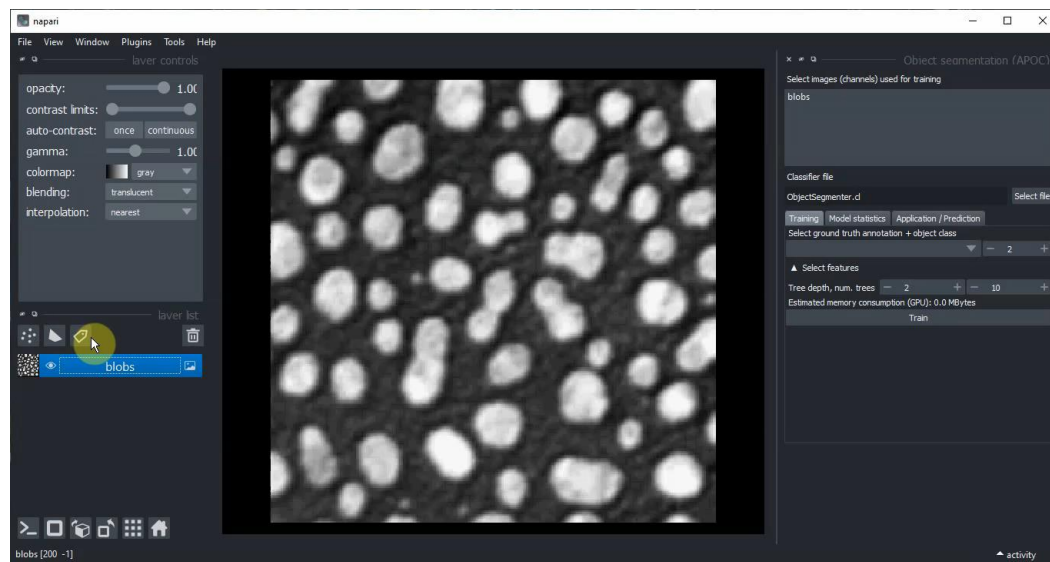 napari
File View Window Plugins Tools Help
layer controls
opacity: 1.0
contrast limits:
auto-contrast: once continuous
gamma: 1.0
colormap: gray
blending: translucent
interpolation: nearest
layer list
blobs
blobs [200 -1]
Object segmentation (APOC)
Select images (channels) used for training
blobs
Classifier file
ObjectSegmenter.cl Select file
Training Model statistics Application / Prediction
Select ground truth annotation + object class
− 2 +
▲ Select features
Tree depth, num. trees − 2 + − 10 +
Estimated memory consumption (GPU): 0.0 MBytes
Train
activity